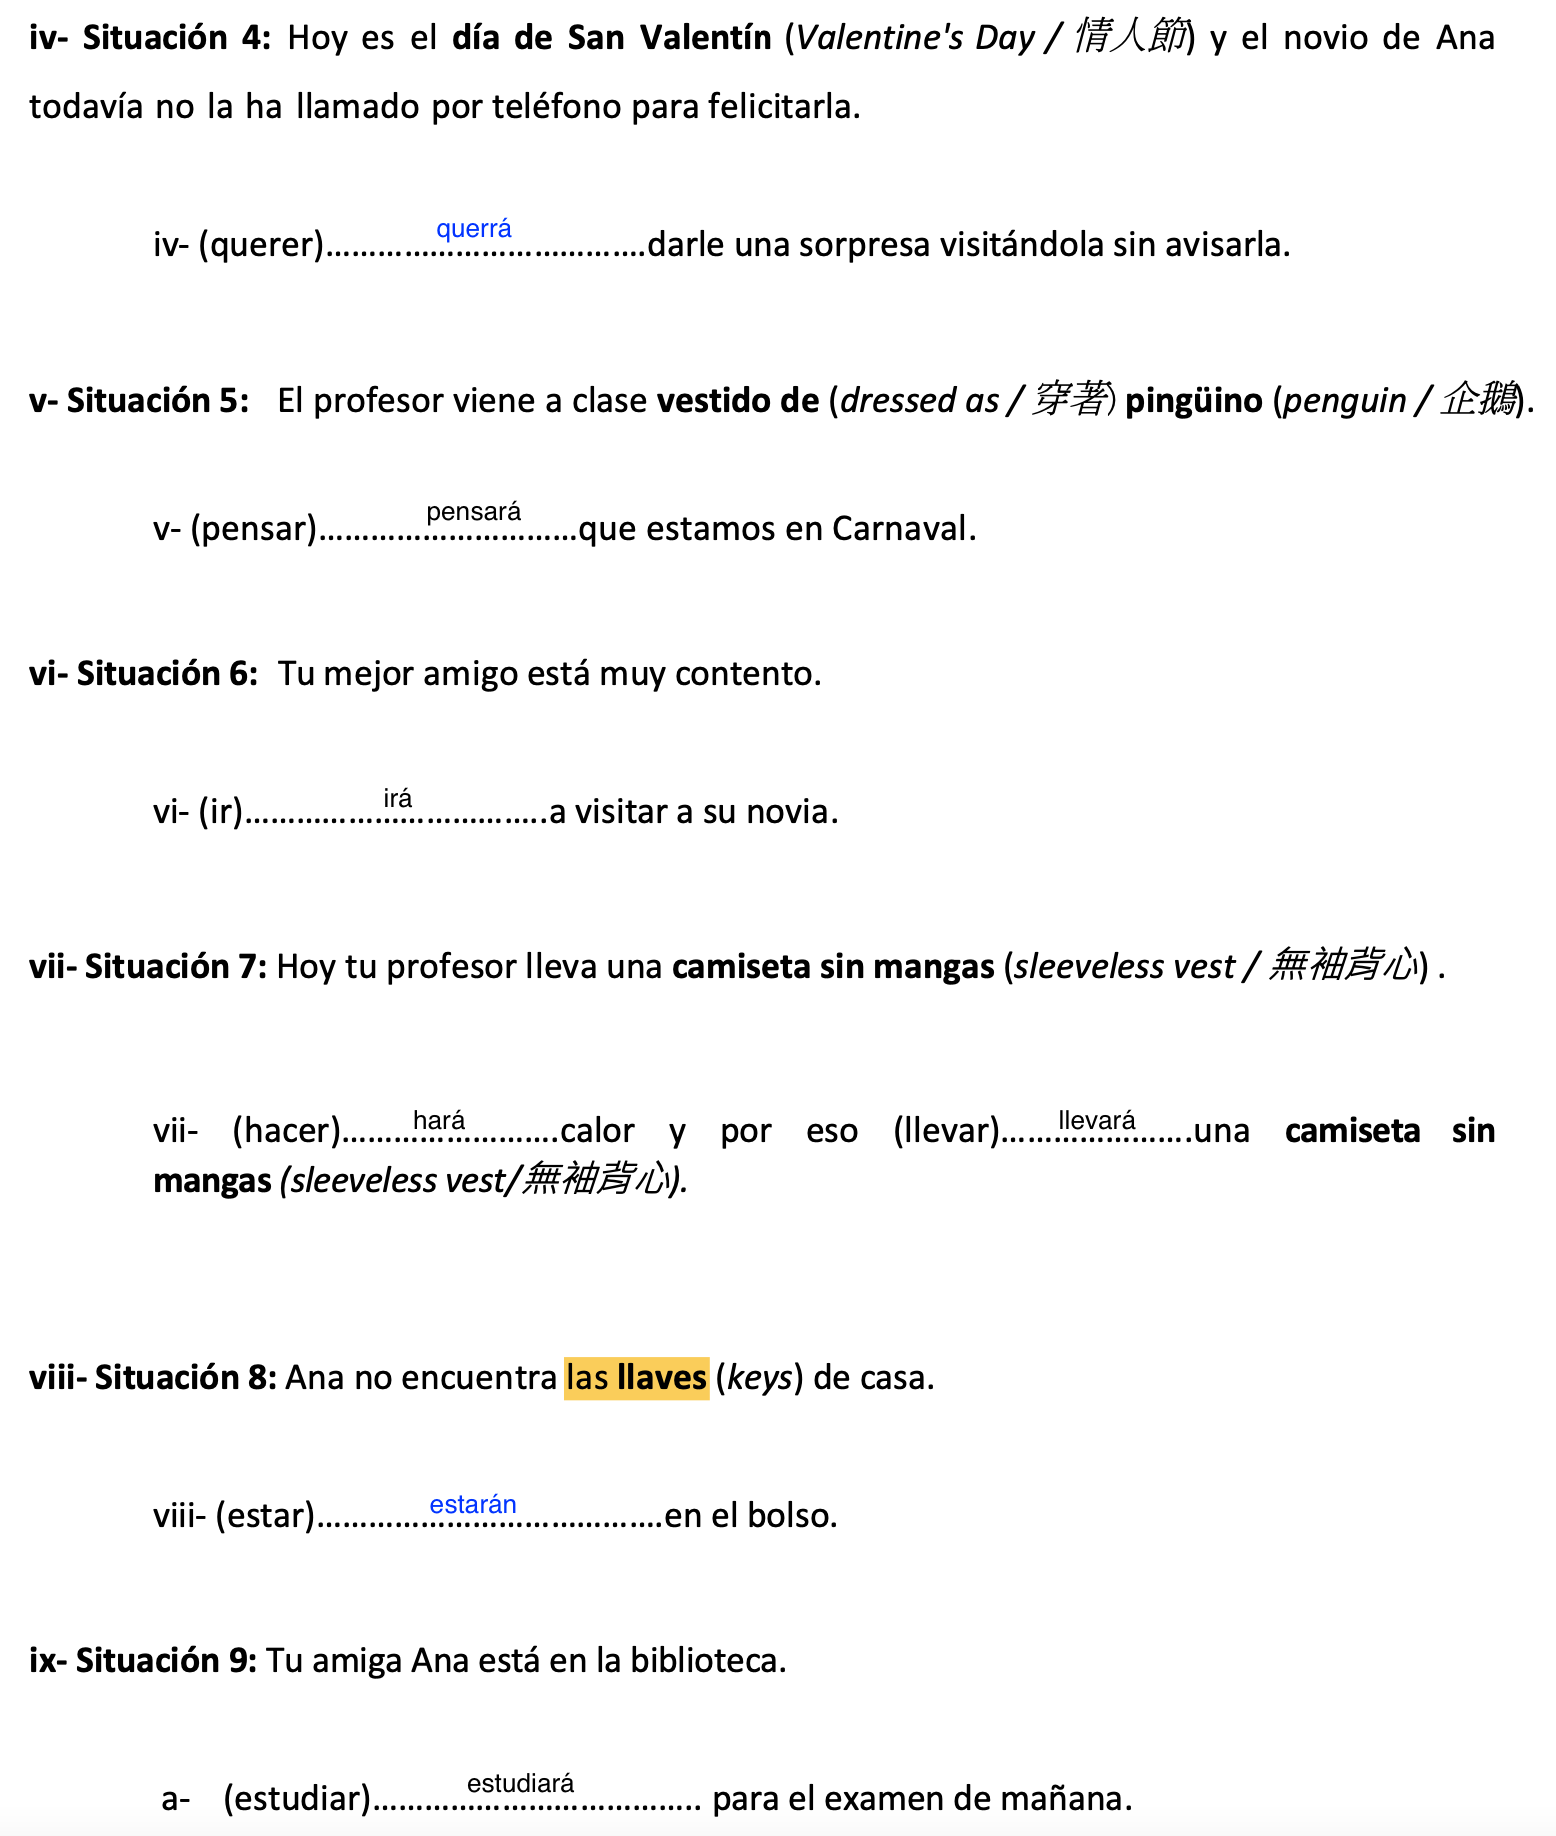 iv- Situación 4: Hoy es el día de San Valentín (Valentine's Day / 情人節) y el novio de Ana
todavía no la ha llamado por teléfono para felicitarla.
iv- (querer)......................................querrá darle una sorpresa visitándola sin avisarla.
v- Situación 5: El profesor viene a clase vestido de (dressed as / 穿著) pingüino (penguin / 企鵝).
v- (pensar)...............................pensará que estamos en Carnaval.
vi- Situación 6: Tu mejor amigo está muy contento.
vi- (ir)....................................irá a visitar a su novia.
vii- Situación 7: Hoy tu profesor lleva una camiseta sin mangas (sleeveless vest / 無袖背心) .
vii- (hacer)..........................hará calor y por eso (llevar).......................llevará una camiseta sin
mangas (sleeveless vest/無袖背心).
viii- Situación 8: Ana no encuentra las llaves (keys) de casa.
viii- (estar).........................................estarán en el bolso.
ix- Situación 9: Tu amiga Ana está en la biblioteca.
a- (estudiar).......................................estudiará para el examen de mañana.